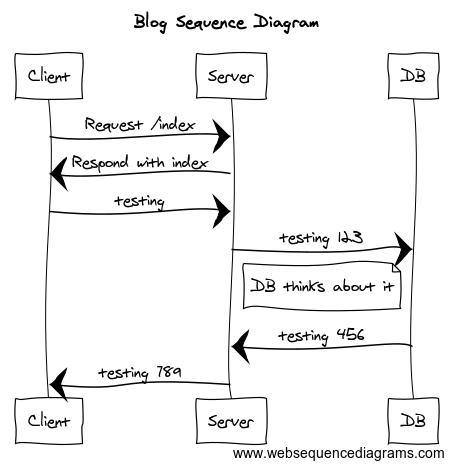 Blog Sequence Diagram
Client
Server
DB
Request /index
Respond with index
testing
testing 123
DB thinks about it
testing 456
testing 789
Client
Server
DB
www.websequencediagrams.com